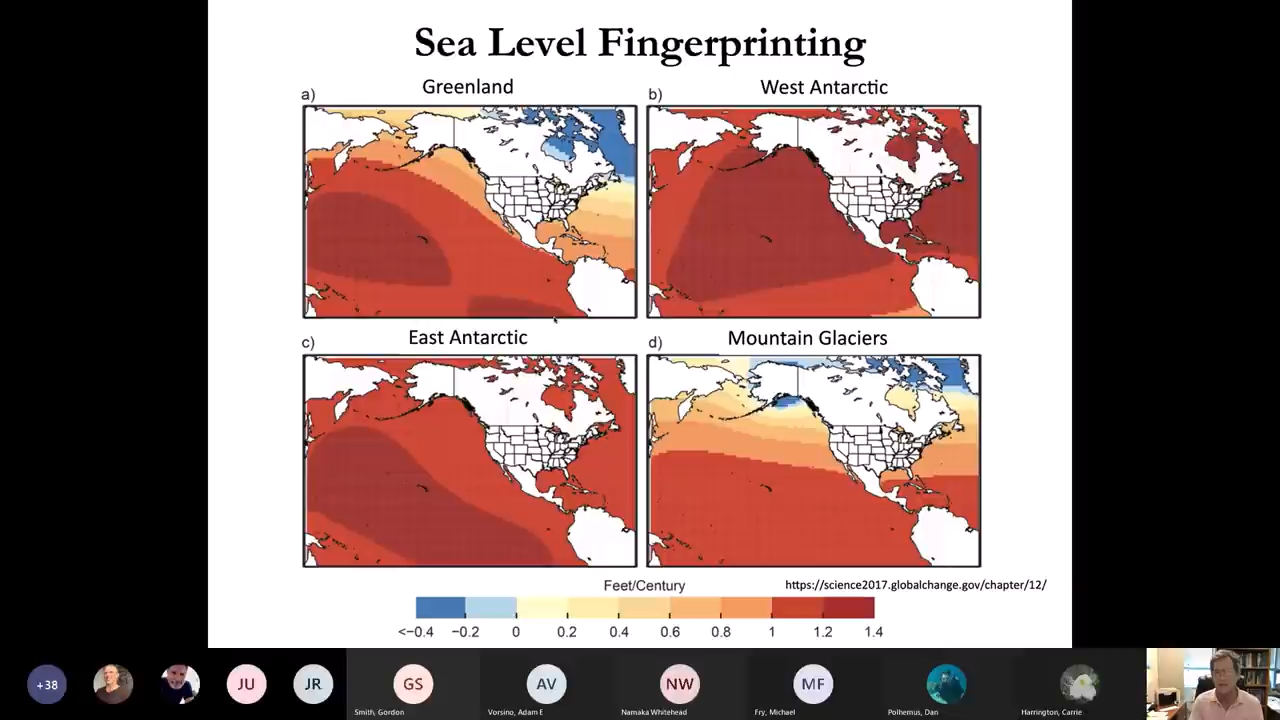 Sea Level Fingerprinting
a)
Greenland
b)
West Antarctic
c)
East Antarctic
d)
Mountain Glaciers
Feet/Century
https://science2017.globalchange.gov/chapter/12/
<−0.4 −0.2 0 0.2 0.4 0.6 0.8 1 1.2 1.4
+38
JU
JR
GS
AV
NW
MF
Smith, Gordon
Vorsino, Adam E
Namaka Whitehead
Fry, Michael
Polhemus, Dan
Harrington, Carrie